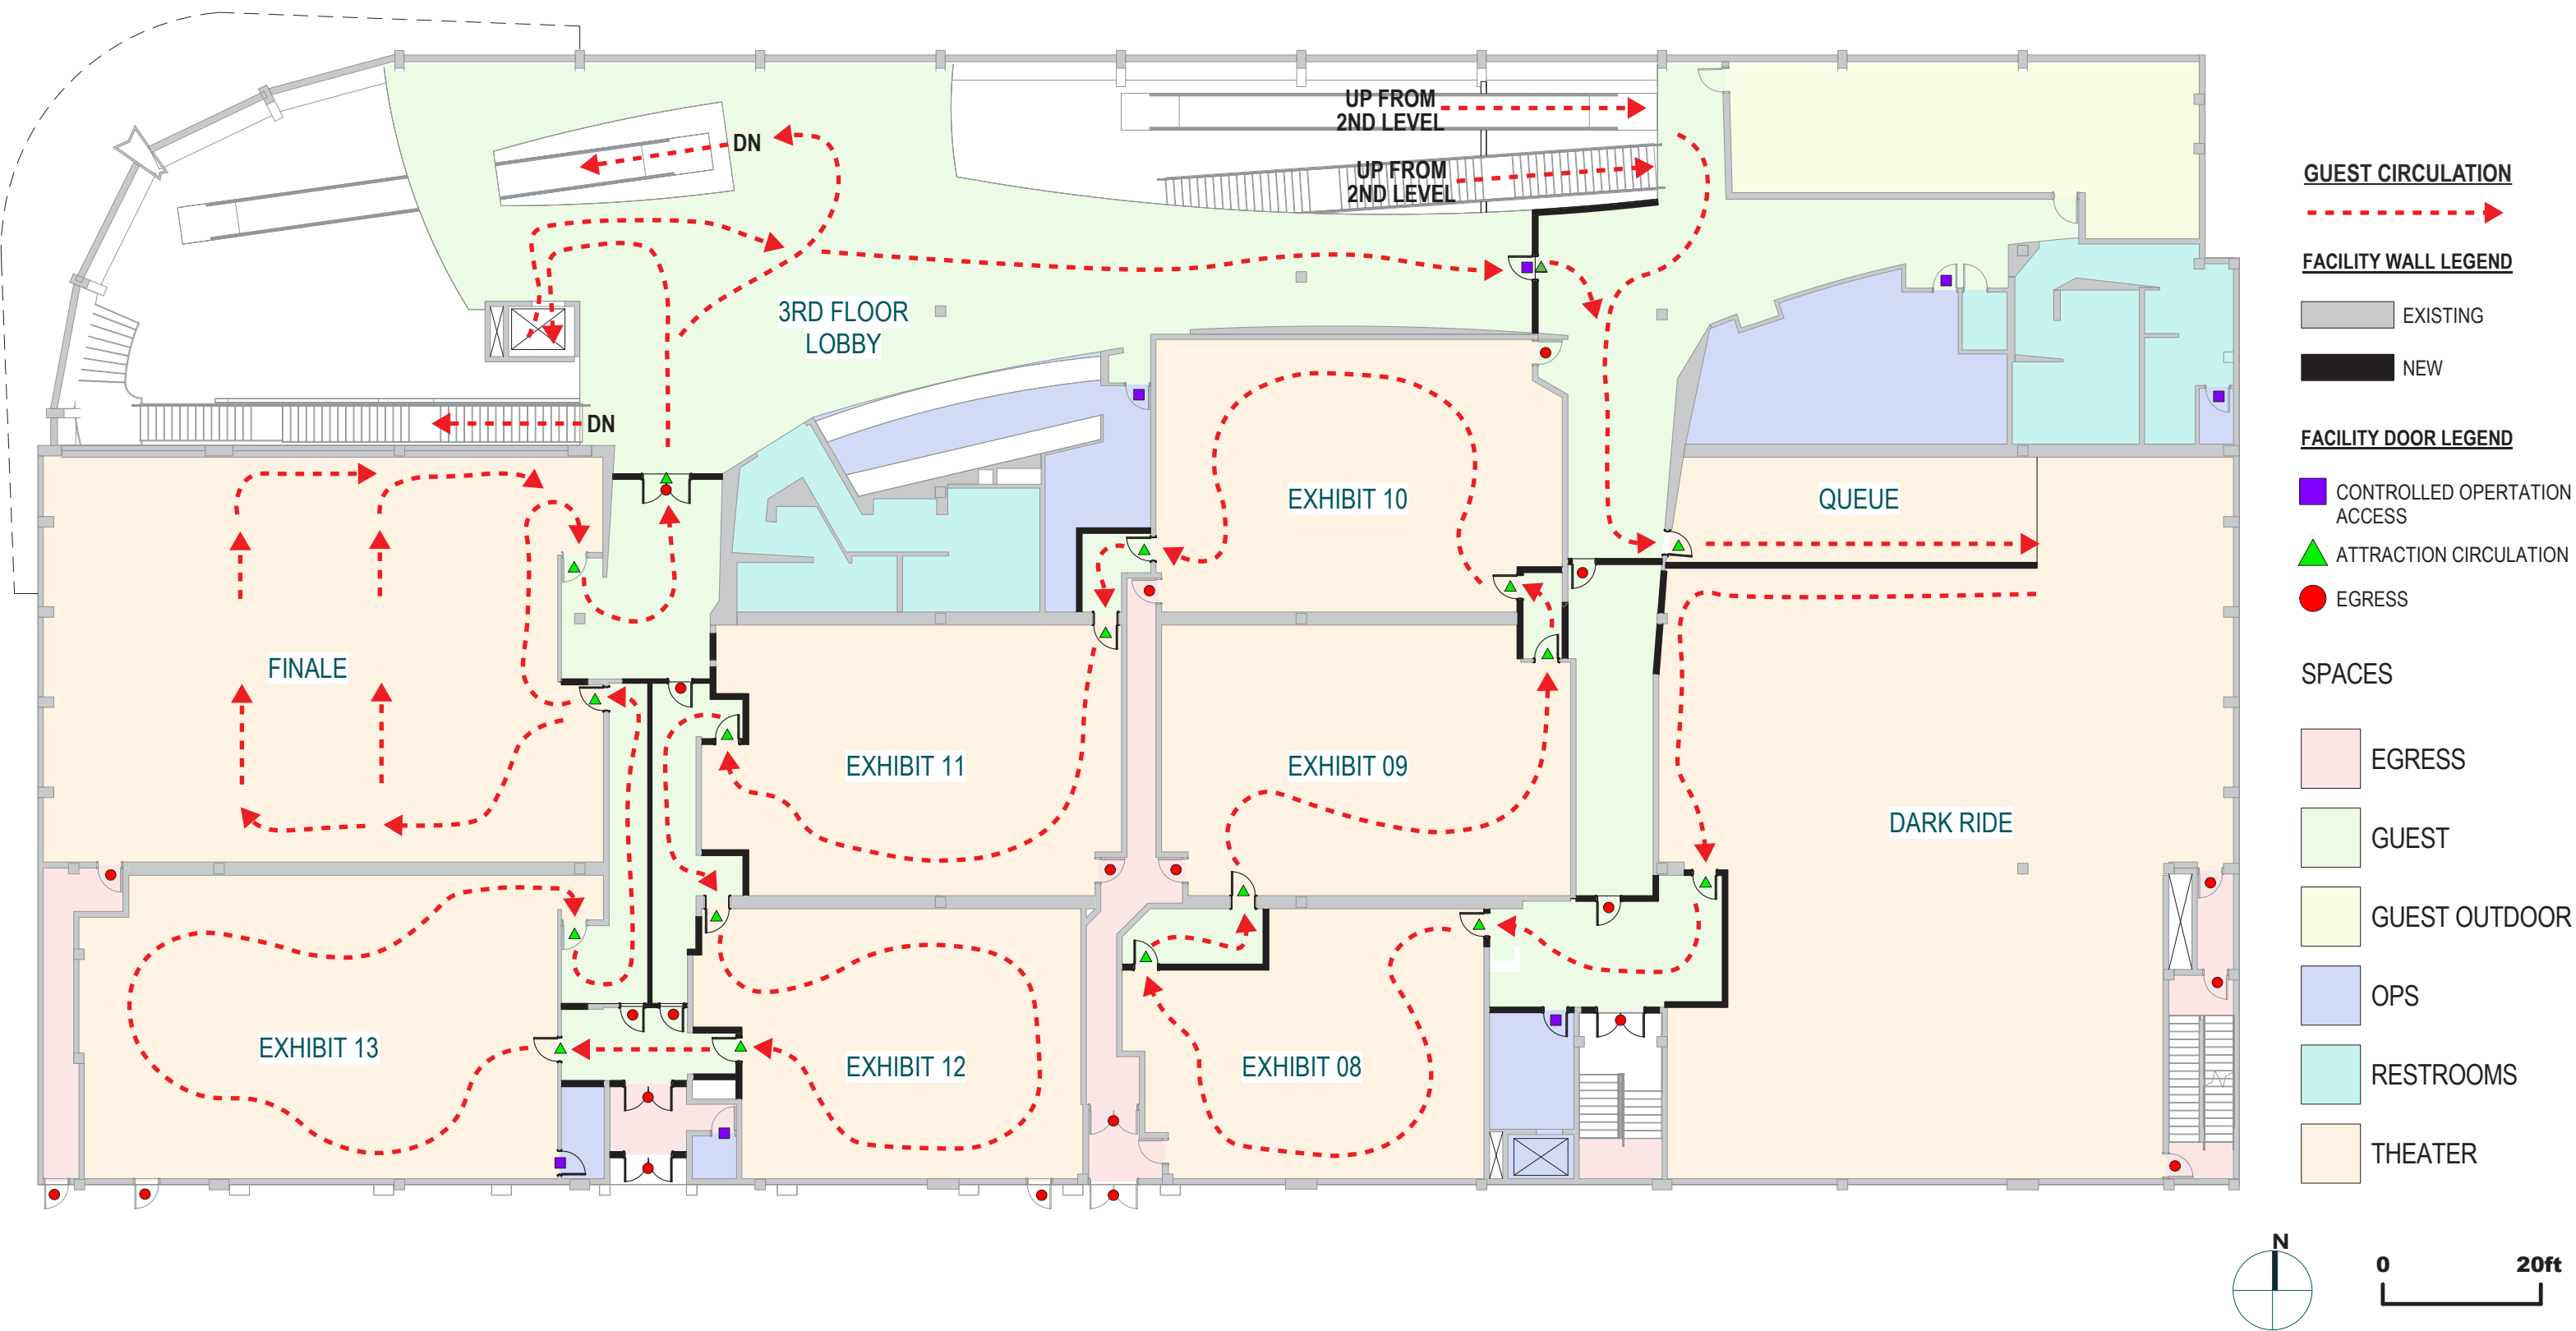 UP FROM
2ND LEVEL
DN
UP FROM
2ND LEVEL
3RD FLOOR
LOBBY
DN
EXHIBIT 10
QUEUE
FINALE
EXHIBIT 11
EXHIBIT 09
DARK RIDE
EXHIBIT 13
EXHIBIT 12
EXHIBIT 08
GUEST CIRCULATION
FACILITY WALL LEGEND
EXISTING
NEW
FACILITY DOOR LEGEND
CONTROLLED OPERTATION
ACCESS
ATTRACTION CIRCULATION
EGRESS
SPACES
EGRESS
GUEST
GUEST OUTDOOR
OPS
RESTROOMS
THEATER
N
0 20ft